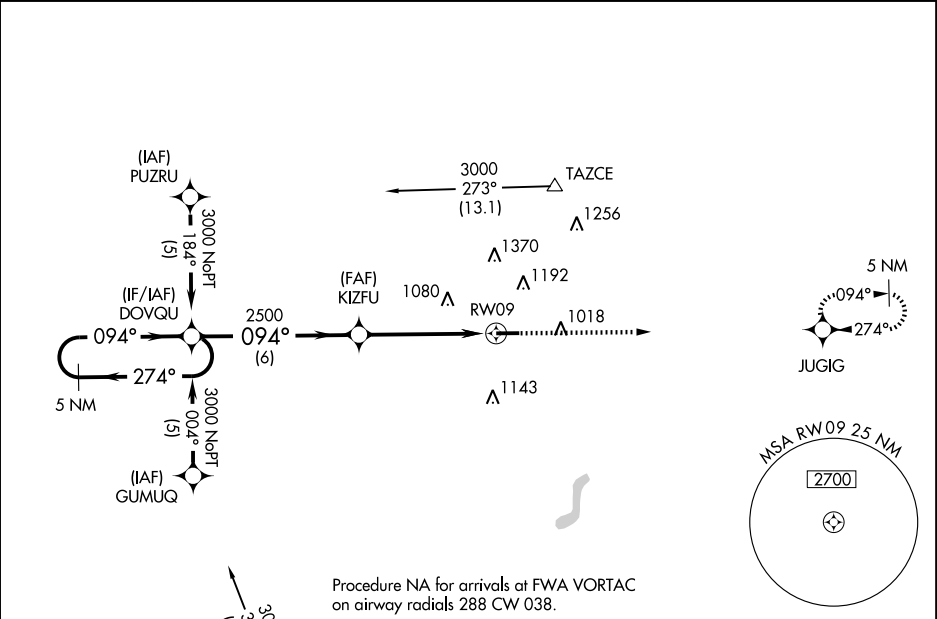 (IAF)
PUZRU
3000 NoPT
184°
(5)
3000
273°
(13.1)
TAZCE
1256
1370
1192
1080
RW09
1018
(IF/IAF)
DOVQU
(FAF)
KIZFU
2500
094°
(6)
094°
274°
5 NM
5 NM
094°
274°
JUGIG
1143
3000 NoPT
004°
(5)
(IAF)
GUMUQ
MSA RW09 25 NM
2700
Procedure NA for arrivals at FWA VORTAC
on airway radials 288 CW 038.